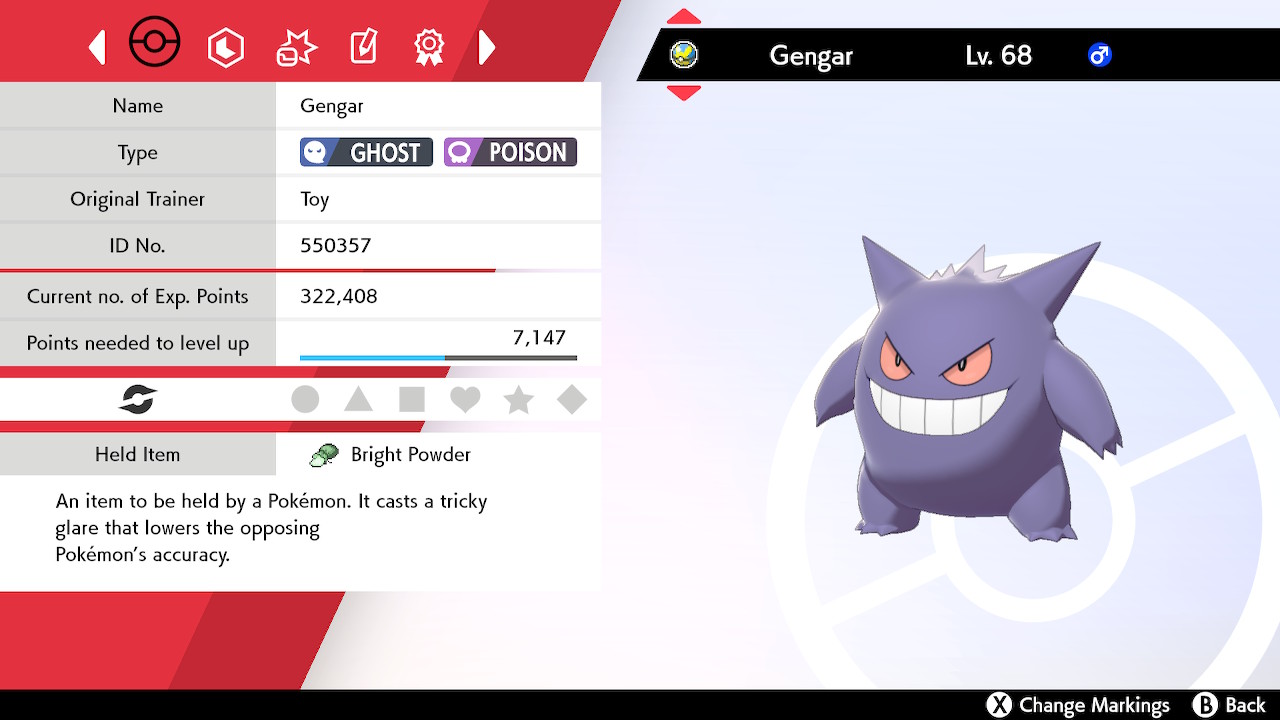 Gengar Lv. 68
Name Gengar
Type GHOST POISON
Original Trainer Toy
ID No. 550357
Current no. of Exp. Points 322,408
Points needed to level up 7,147
Held Item Bright Powder
An item to be held by a Pokémon. It casts a tricky
glare that lowers the opposing
Pokémon's accuracy.
X Change Markings B Back